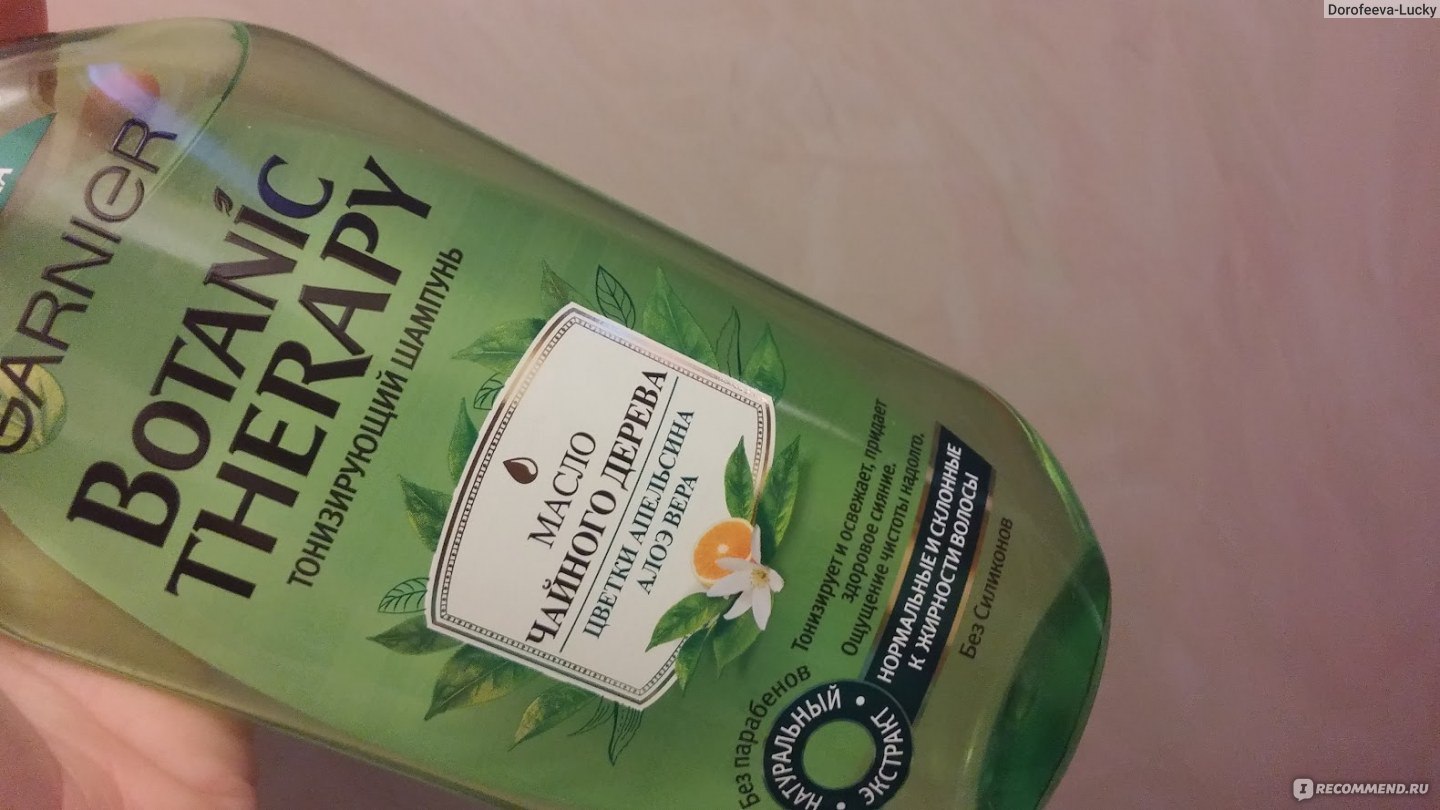 Dorofeeva-Lucky
GARNIER
BOTANIC
THERAPY
ТОНИЗИРУЮЩИЙ ШАМПУНЬ
МАСЛО
ЧАЙНОГО ДЕРЕВА
ЦВЕТКИ АПЕЛЬСИНА
АЛОЭ ВЕРА
Тонизирует и освежает, придает
здоровое сияние.
Ощущение чистоты надолго.
НОРМАЛЬНЫЕ И СКЛОННЫЕ
К ЖИРНОСТИ ВОЛОСЫ
Без Силиконов
Без парабенов
НАТУРАЛЬНЫЙ •
ЭКСТРАКТ •
IRECOMMEND.RU